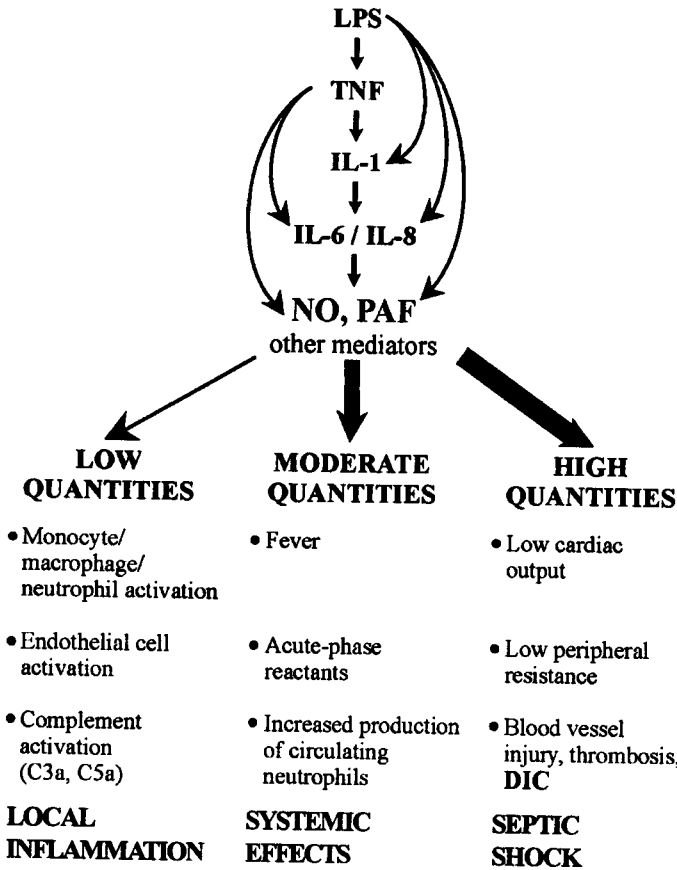 LPS
TNF
IL-1
IL-6 / IL-8
NO, PAF
other mediators
LOW
QUANTITIES
• Monocyte/
macrophage/
neutrophil activation
• Endothelial cell
activation
• Complement
activation
(C3a, C5a)
LOCAL
INFLAMMATION
MODERATE
QUANTITIES
• Fever
• Acute-phase
reactants
• Increased production
of circulating
neutrophils
SYSTEMIC
EFFECTS
HIGH
QUANTITIES
• Low cardiac
output
• Low peripheral
resistance
• Blood vessel
injury, thrombosis,
DIC
SEPTIC
SHOCK